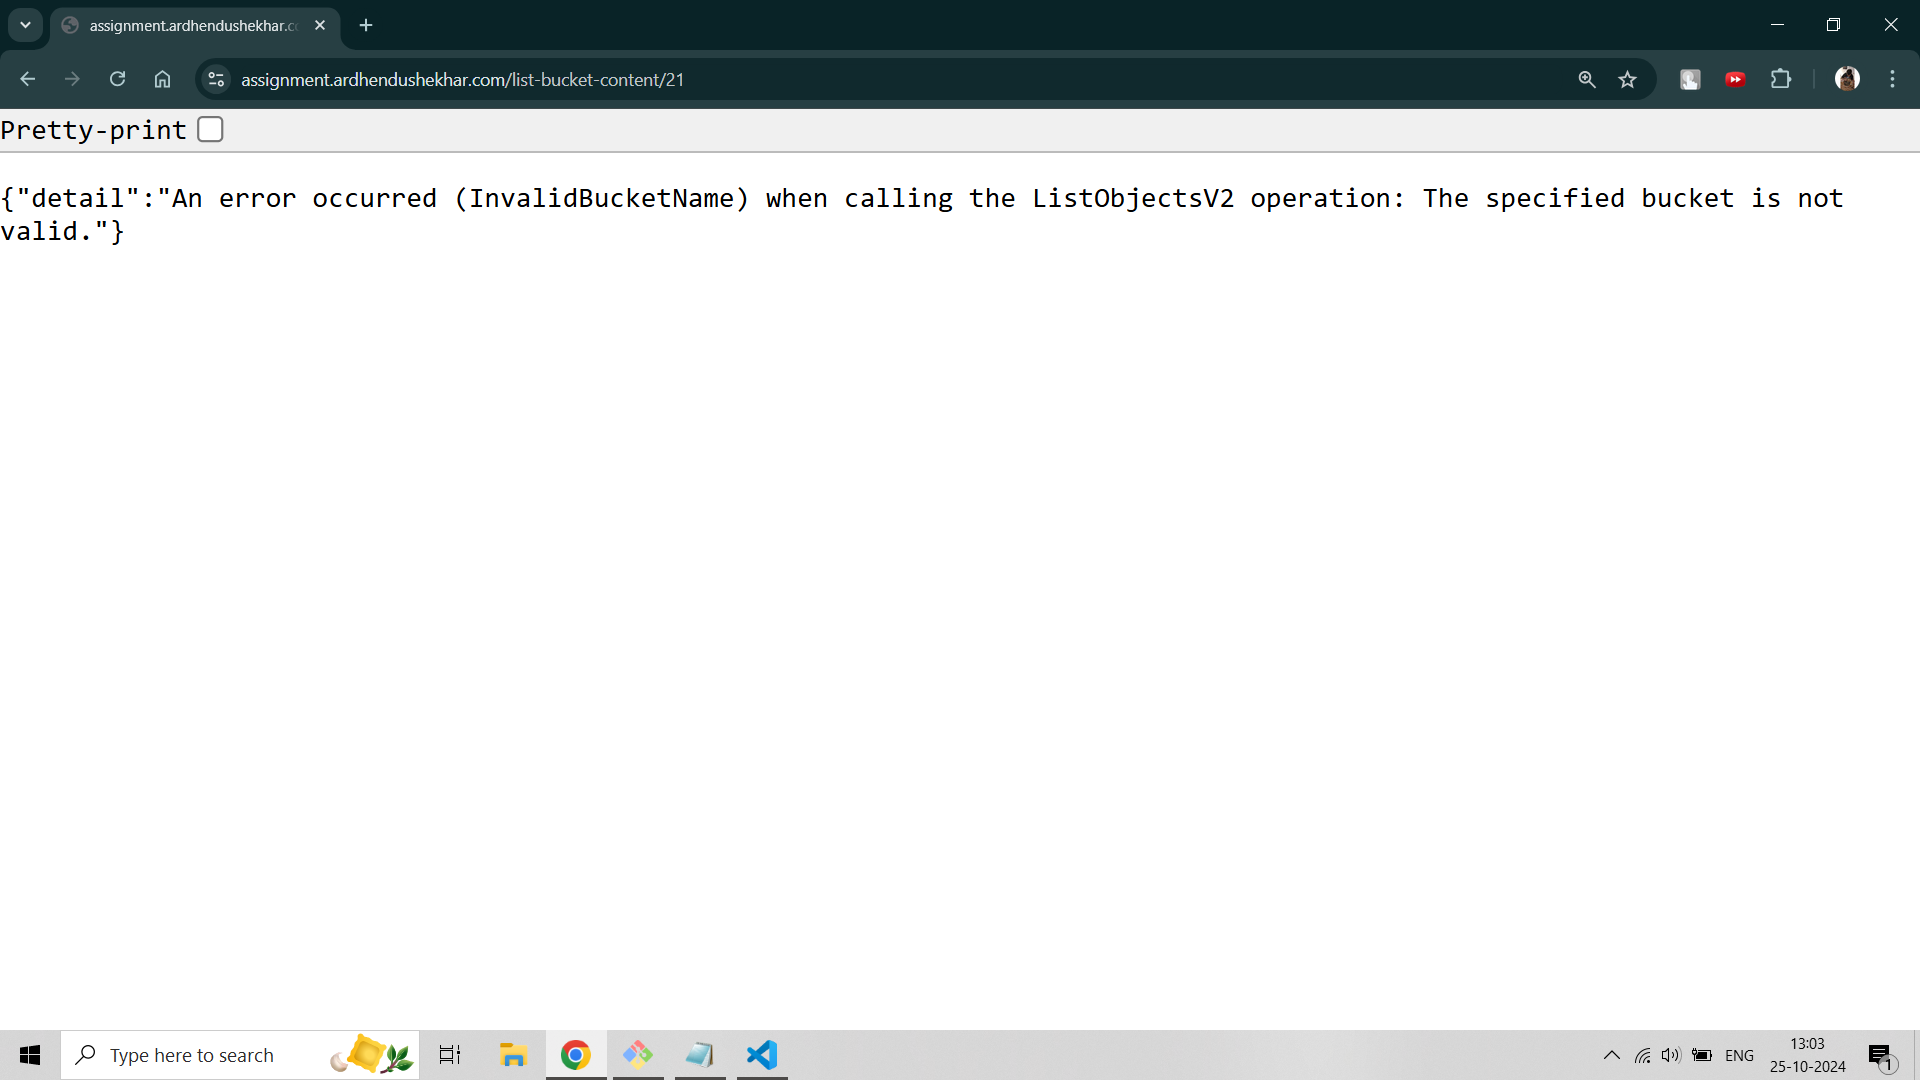 assignment.ardhendushekhar.co
assignment.ardhendushekhar.com/list-bucket-content/21
Pretty-print
{"detail":"An error occurred (InvalidBucketName) when calling the ListObjectsV2 operation: The specified bucket is not
valid."}
Type here to search
ENG
13:03
25-10-2024
1